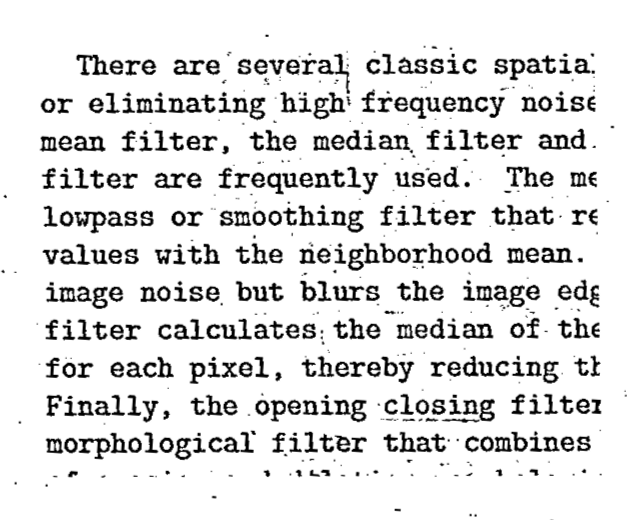 There are several classic spatial
or eliminating high frequency noise
mean filter, the median filter and
filter are frequently used. The me
lowpass or smoothing filter that re
values with the neighborhood mean.
image noise but blurs the image edg
filter calculates the median of the
for each pixel, thereby reducing th
Finally, the opening closing filter
morphological filter that combines